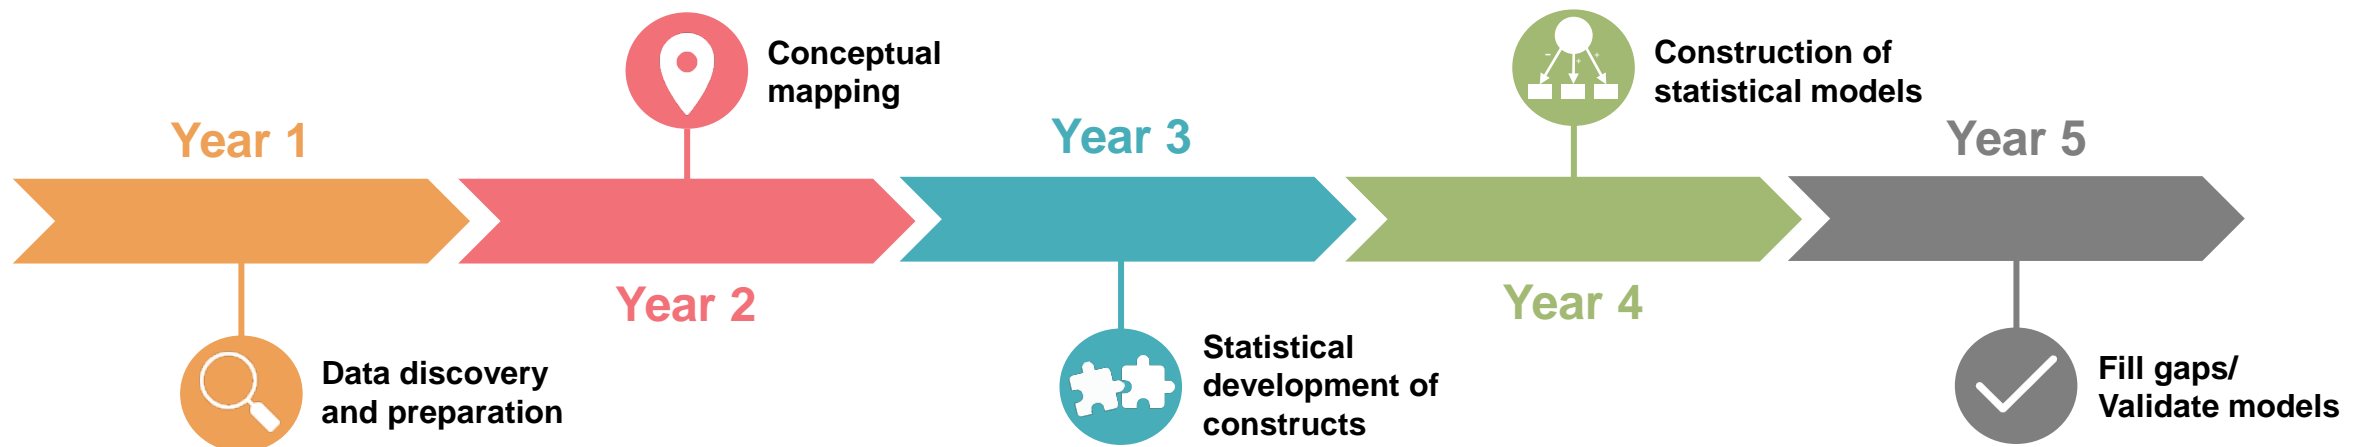 Year 1
Data discovery
and preparation
Conceptual
mapping
Year 2
Year 3
Statistical
development of
constructs
Construction of
statistical models
Year 4
Year 5
Fill gaps/
Validate models